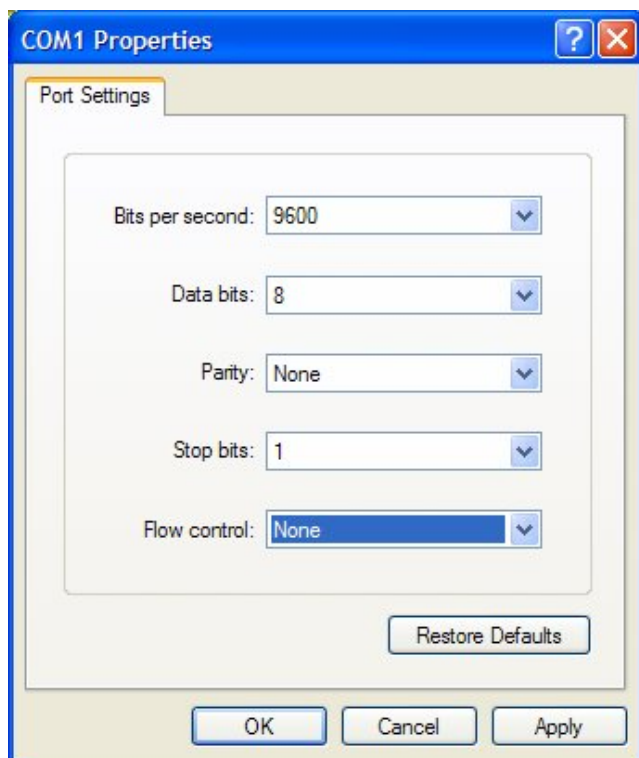 COM1 Properties
Port Settings
Bits per second: 9600
Data bits: 8
Parity: None
Stop bits: 1
Flow control: None
Restore Defaults
OK Cancel Apply